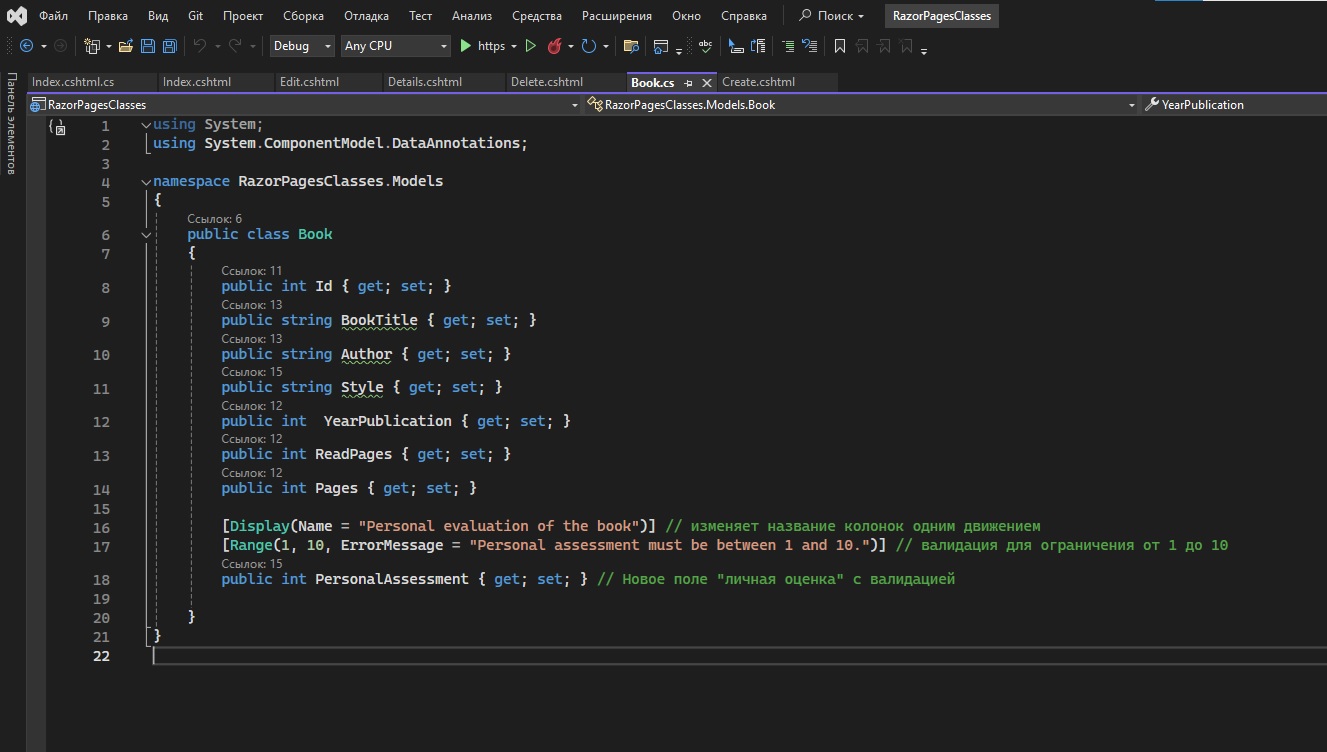 Файл Правка Вид Git Проект Сборка Отладка Тест Анализ Средства Расширения Окно Справка Поиск RazorPagesClasses
Debug Any CPU https
Index.cshtml.cs Index.cshtml Edit.cshtml Details.cshtml Delete.cshtml Book.cs Create.cshtml
Панель элементов
RazorPagesClasses RazorPagesClasses.Models.Book YearPublication
1 using System;
2 using System.ComponentModel.DataAnnotations;
3
4 namespace RazorPagesClasses.Models
5 {
Ссылок: 6
6 public class Book
7 {
Ссылок: 11
8 public int Id { get; set; }
Ссылок: 13
9 public string BookTitle { get; set; }
Ссылок: 13
10 public string Author { get; set; }
Ссылок: 15
11 public string Style { get; set; }
Ссылок: 12
12 public int  YearPublication { get; set; }
Ссылок: 12
13 public int ReadPages { get; set; }
Ссылок: 12
14 public int Pages { get; set; }
15
16 [Display(Name = "Personal evaluation of the book")] // изменяет название колонок одним движением
17 [Range(1, 10, ErrorMessage = "Personal assessment must be between 1 and 10.")] // валидация для ограничения от 1 до 10
Ссылок: 15
18 public int PersonalAssessment { get; set; } // Новое поле "личная оценка" с валидацией
19
20 }
21 }
22